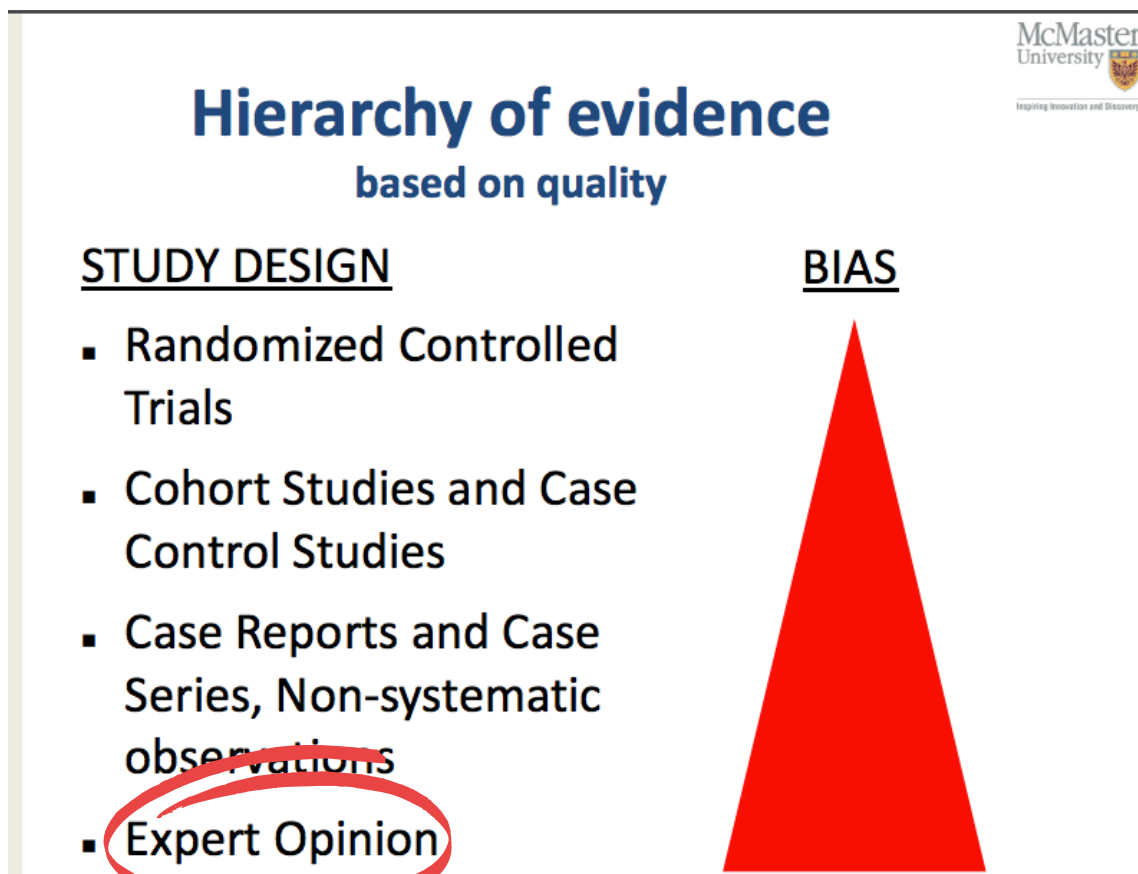 McMaster
University
Inspiring Innovation and Discovery
Hierarchy of evidence
based on quality
STUDY DESIGN
BIAS
▪ Randomized Controlled
Trials
▪ Cohort Studies and Case
Control Studies
▪ Case Reports and Case
Series, Non-systematic
observations
▪ Expert Opinion